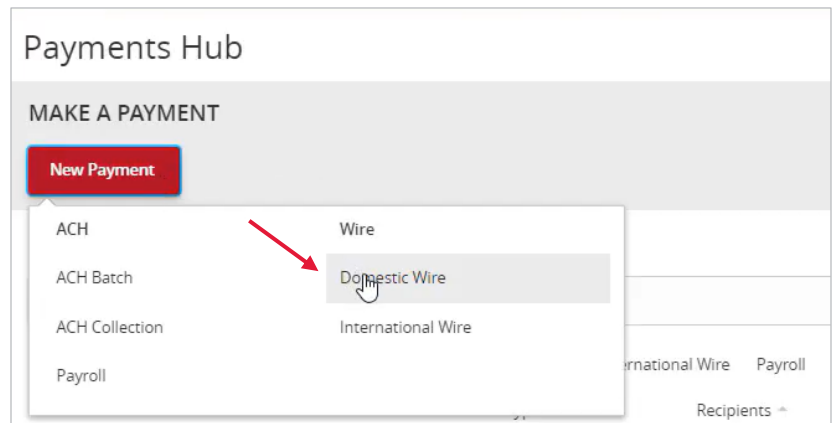 Payments Hub
MAKE A PAYMENT
New Payment
ACH
ACH Batch
ACH Collection
Payroll
Wire
Domestic Wire
International Wire
Wire Payroll
Recipients